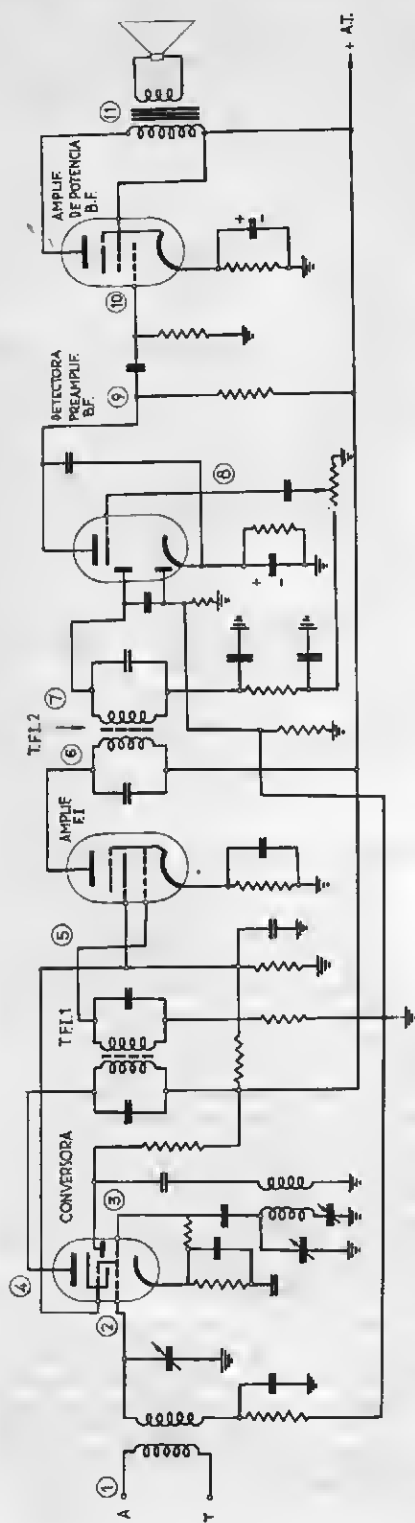 1
A
T
2
3
4
CONVERSORA
T.F.I.1
5
AMPLIF.
F.I
6
T.F.I.2
7
8
DETECTORA
PREAMPLIF.
B.F.
9
10
AMPLIF.
DE POTENCIA
B.F.
11
+ -
+ -
+ A.T.